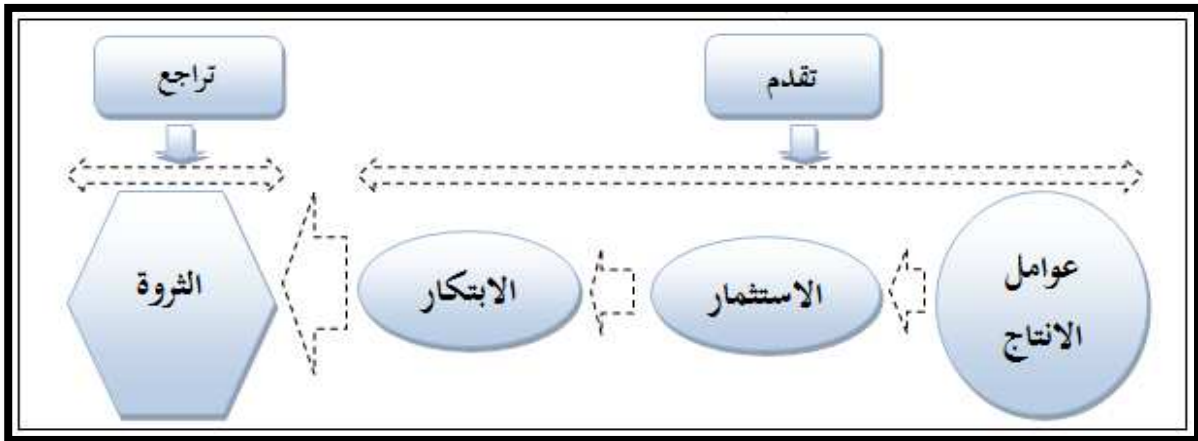 تقدم
تراجع
عوامل
الانتاج
الاستثمار
الابتكار
الثروة